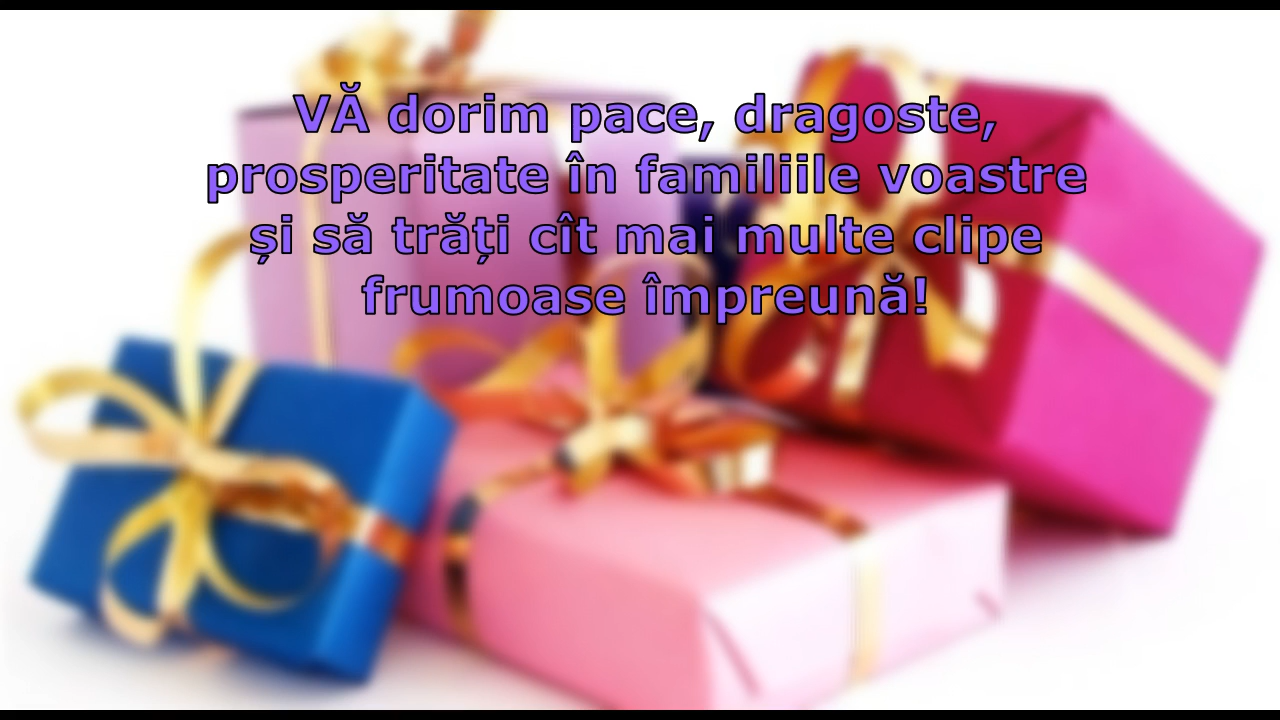 VĂ dorim pace, dragoste,
prosperitate în familiile voastre
și să trăți cît mai multe clipe
frumoase împreună!